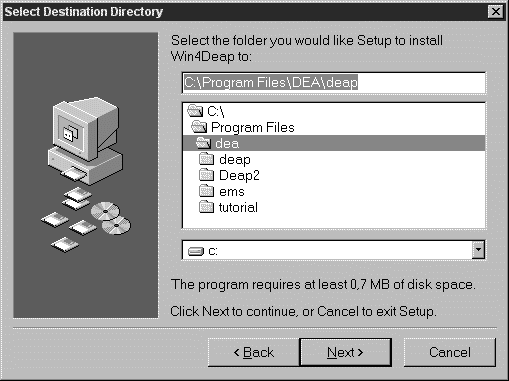 Select Destination Directory
Select the folder you would like Setup to install
Win4Deap to:
C:\Program Files\DEA\deap
C:\
Program Files
dea
deap
Deap2
ems
tutorial
c:
The program requires at least 0,7 MB of disk space.
Click Next to continue, or Cancel to exit Setup.
< Back
Next >
Cancel